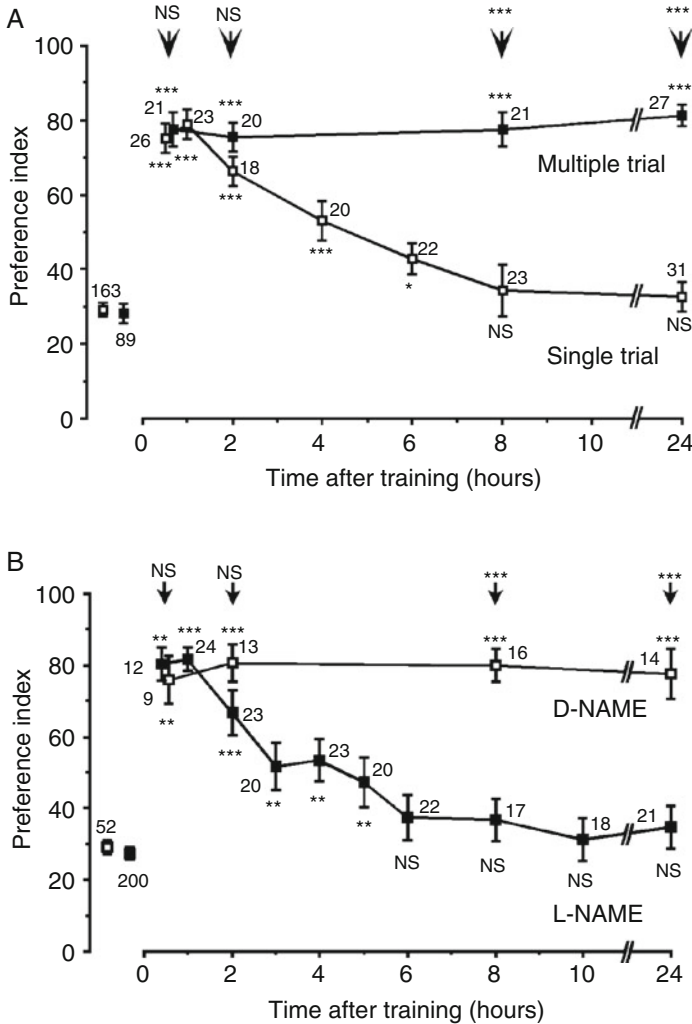 A
NS NS *** ***
100
*** ***
21 23 *** 20 *** 21 27
80
26
*** *** 18
Multiple trial
***
60
20
***
22
40
* 23 31
163
NS NS
89
20
Single trial
0
Preference index
0 2 4 6 8 10 24
Time after training (hours)
B
NS NS *** ***
100
** *** *** *** ***
12 24 13 16 14
80
9
D-NAME
** 23
60
***
20 23 20
** ** **
40
22 17 18 21
52
NS NS NS NS
20
200
L-NAME
0
Preference index
0 2 4 6 8 10 24
Time after training (hours)